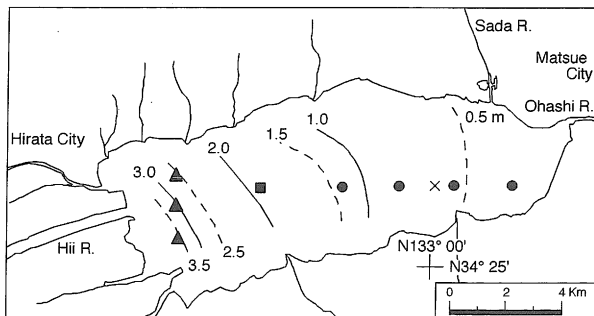 Sada R.
Matsue
City
Ohashi R.
0.5 m
1.0
1.5
2.0
Hirata City
3.0
2.5
3.5
Hii R.
N133° 00'
N34° 25'
0 2 4 Km